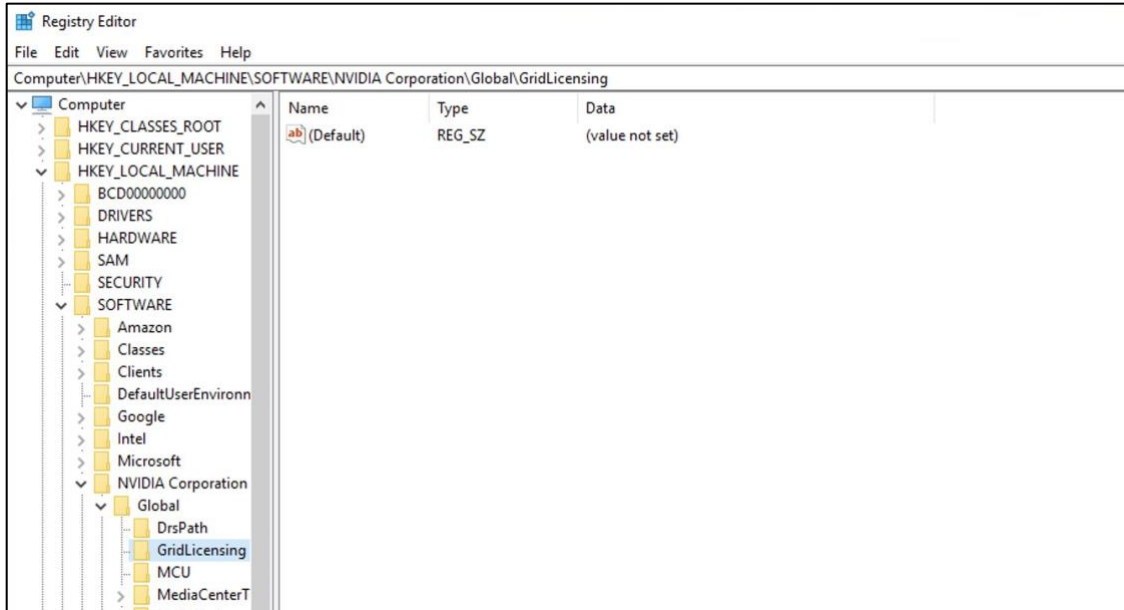 Registry Editor
File Edit View Favorites Help
Computer\HKEY_LOCAL_MACHINE\SOFTWARE\NVIDIA Corporation\Global\GridLicensing
Computer
HKEY_CLASSES_ROOT
HKEY_CURRENT_USER
HKEY_LOCAL_MACHINE
BCD00000000
DRIVERS
HARDWARE
SAM
SECURITY
SOFTWARE
Amazon
Classes
Clients
DefaultUserEnvironn
Google
Intel
Microsoft
NVIDIA Corporation
Global
DrsPath
GridLicensing
MCU
MediaCenterT
Name Type Data
ab (Default) REG_SZ (value not set)